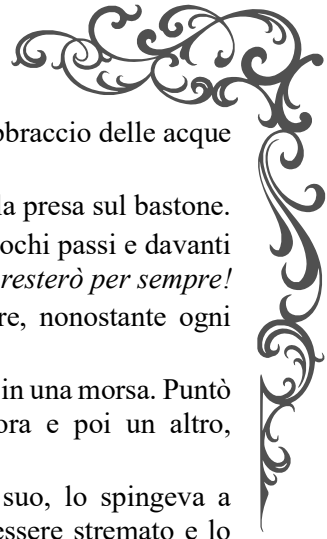 bbraccio delle acque
la presa sul bastone.
ochi passi e davanti
resterò per sempre!
re, nonostante ogni
in una morsa. Puntò
ora e poi un altro,
suo, lo spingeva a
essere stremato e lo